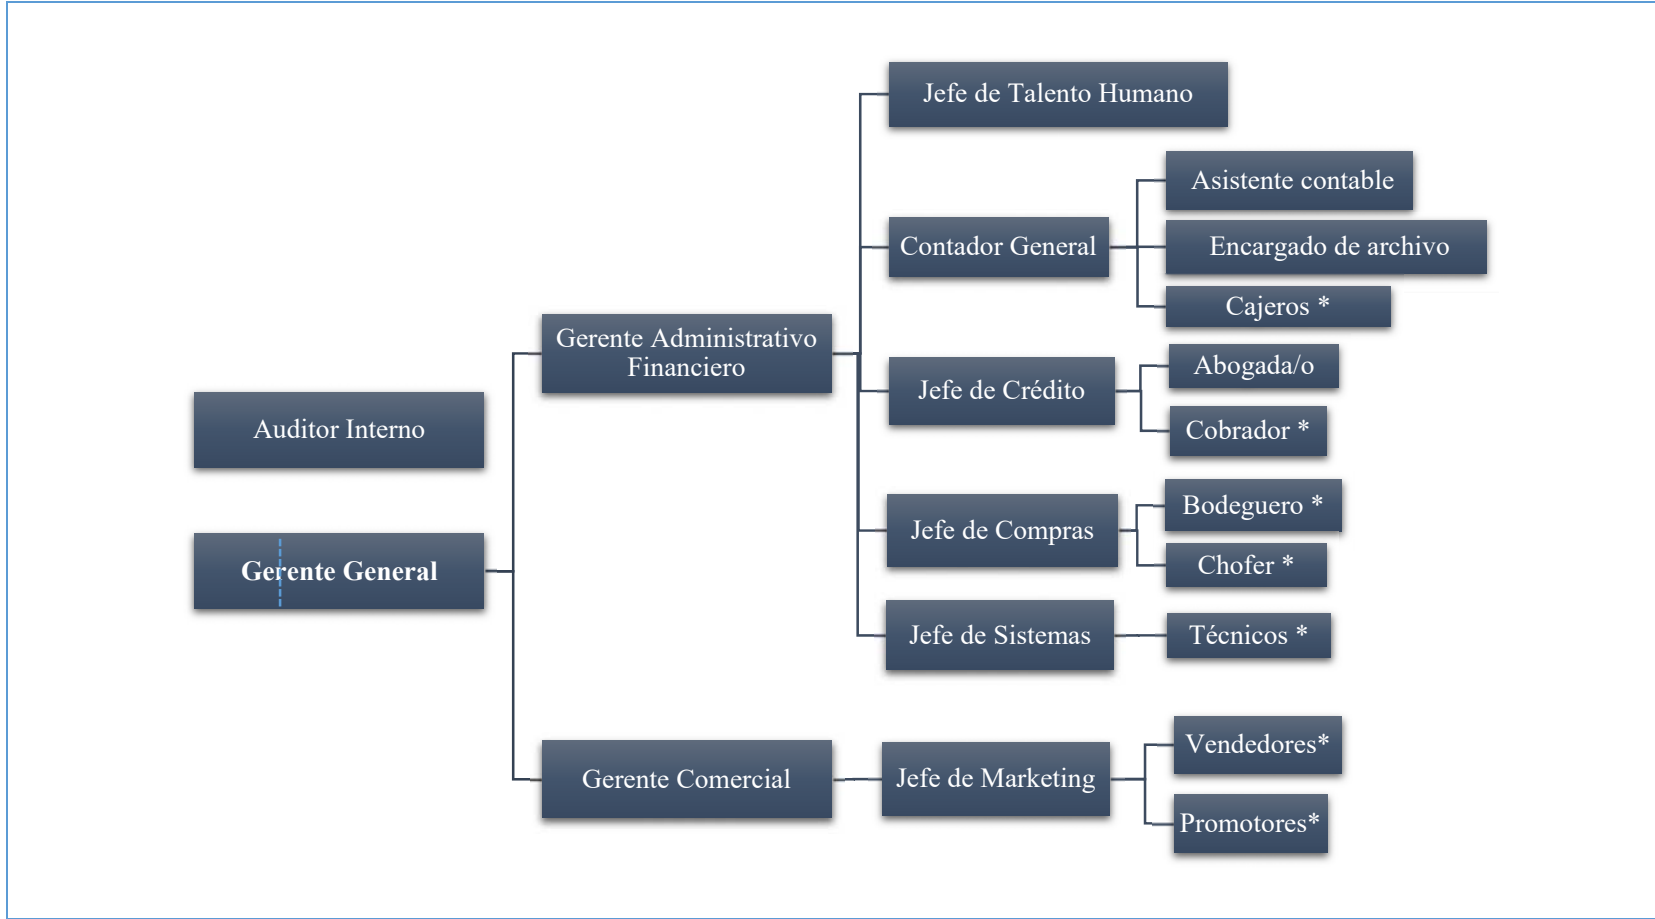 Jefe de Talento Humano
Asistente contable
Contador General
Encargado de archivo
Cajeros *
Gerente Administrativo
Financiero
Abogada/o
Jefe de Crédito
Cobrador *
Auditor Interno
Bodeguero *
Jefe de Compras
Chofer *
Gerente General
Jefe de Sistemas
Técnicos *
Vendedores*
Gerente Comercial
Jefe de Marketing
Promotores*